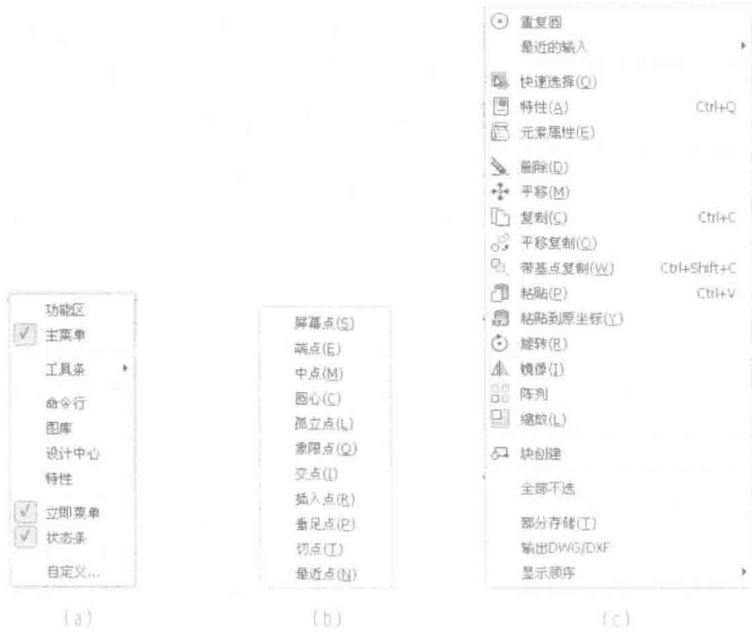 功能区
主菜单
工具条
命令行
图库
设计中心
特性
立即菜单
状态条
自定义...
(a)
屏幕点(S)
端点(E)
中点(M)
圆心(C)
孤立点(L)
象限点(Q)
交点(I)
插入点(R)
垂足点(P)
切点(T)
最近点(N)
(b)
重复圆
最近的输入
快速选择(Q)
特性(A) Ctrl+Q
元素属性(E)
删除(D)
平移(M)
复制(C) Ctrl+C
平移复制(O)
带基点复制(W) Ctrl+Shift+C
粘贴(P) Ctrl+V
粘贴到原坐标(Y)
旋转(R)
镜像(I)
阵列
缩放(L)
块创建
全部不选
部分存储(T)
输出DWG/DXF
显示顺序
(c)